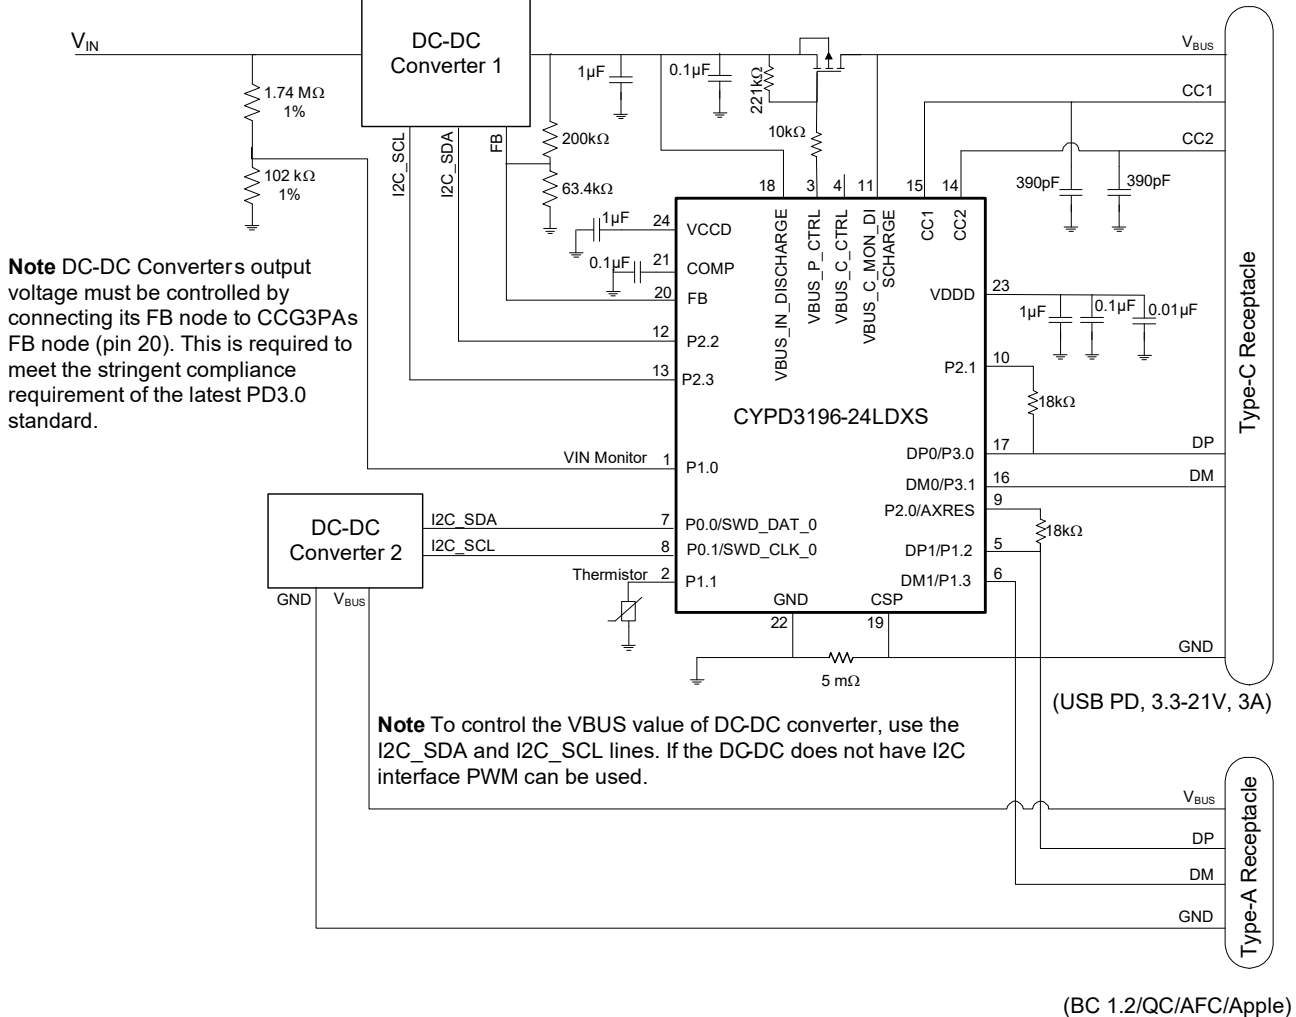 V_IN
DC-DC
Converter 1
1.74 MΩ
1%
102 kΩ
1%
I2C_SCL
I2C_SDA
FB
200kΩ
63.4kΩ
1µF
0.1µF
221kΩ
10kΩ
V_BUS
CC1
CC2
390pF
390pF
Type-C Receptacle
Note DC-DC Converters output
voltage must be controlled by
connecting its FB node to CCG3PAs
FB node (pin 20). This is required to
meet the stringent compliance
requirement of the latest PD3.0
standard.
18
3
4
11
15
14
VBUS_IN_DISCHARGE
VBUS_P_CTRL
VBUS_C_CTRL
VBUS_C_MON_DI
SCHARGE
CC1
CC2
1µF
24
VCCD
0.1µF
21
COMP
20
FB
12
P2.2
13
P2.3
VIN Monitor
1
P1.0
CYPD3196-24LDXS
VDDD
23
1µF
0.1µF
0.01µF
P2.1
10
18kΩ
DP0/P3.0
17
DP
DM0/P3.1
16
DM
P2.0/AXRES
9
18kΩ
DP1/P1.2
5
DM1/P1.3
6
DC-DC
Converter 2
I2C_SDA
7
P0.0/SWD_DAT_0
I2C_SCL
8
P0.1/SWD_CLK_0
Thermistor
2
P1.1
GND
V_BUS
GND
22
CSP
19
5 mΩ
GND
(USB PD, 3.3-21V, 3A)
Note To control the VBUS value of DC-DC converter, use the
I2C_SDA and I2C_SCL lines. If the DC-DC does not have I2C
interface PWM can be used.
V_BUS
DP
DM
GND
Type-A Receptacle
(BC 1.2/QC/AFC/Apple)